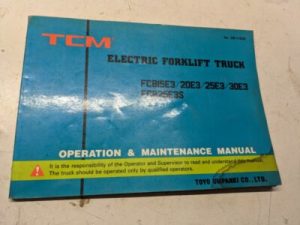 TCM
ELECTRIC FORKLIFT TRUCK
FCB15E3/20E3/25E3/30E3
FCB25E3S
OPERATION & MAINTENANCE MANUAL
It is the responsibility of the Operator and Supervisor to read and understand this manual.
The truck should be operated only by qualified operators.
TOYO UMPANKI CO., LTD.